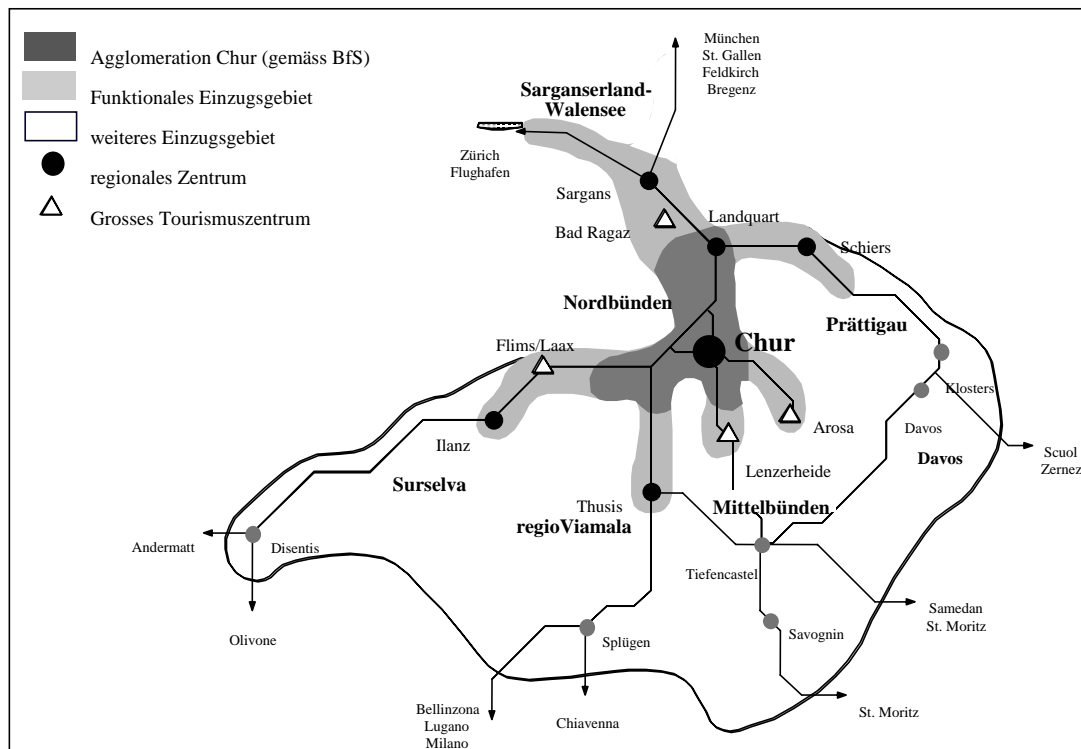 Agglomeration Chur (gemäss BfS)
Funktionales Einzugsgebiet
weiteres Einzugsgebiet
regionales Zentrum
Grosses Tourismuszentrum
München
St. Gallen
Feldkirch
Bregenz
Sarganserland-
Walensee
Zürich
Flughafen
Sargans
Bad Ragaz
Landquart
Schiers
Nordbünden
Chur
Prättigau
Flims/Laax
Klosters
Arosa
Davos
Ilanz
Lenzerheide
Davos
Scuol
Zernez
Surselva
Thusis
regioViamala
Mittelbünden
Andermatt
Disentis
Tiefencastel
Olivone
Splügen
Savognin
Samedan
St. Moritz
Bellinzona
Lugano
Milano
Chiavenna
St. Moritz